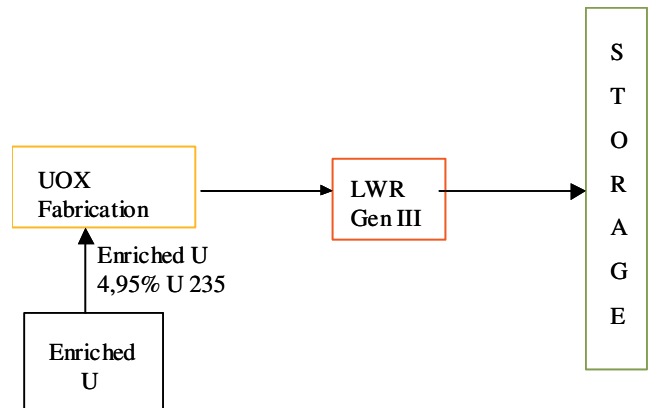 UOX
Fabrication
LWR
Gen III
Enriched U
4,95% U 235
Enriched
U
S
T
O
R
A
G
E